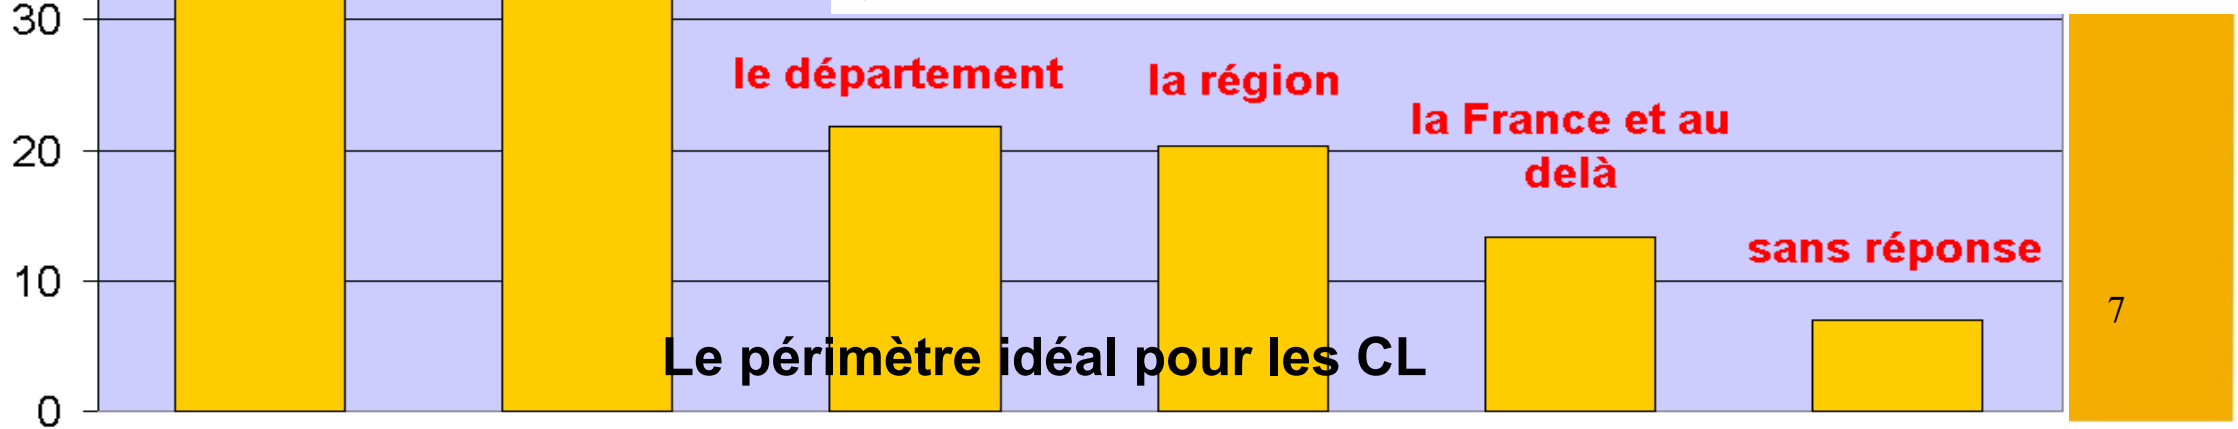 30
le département
la région
la France et au
delà
20
sans réponse
10
7
Le périmètre idéal pour les CL
0